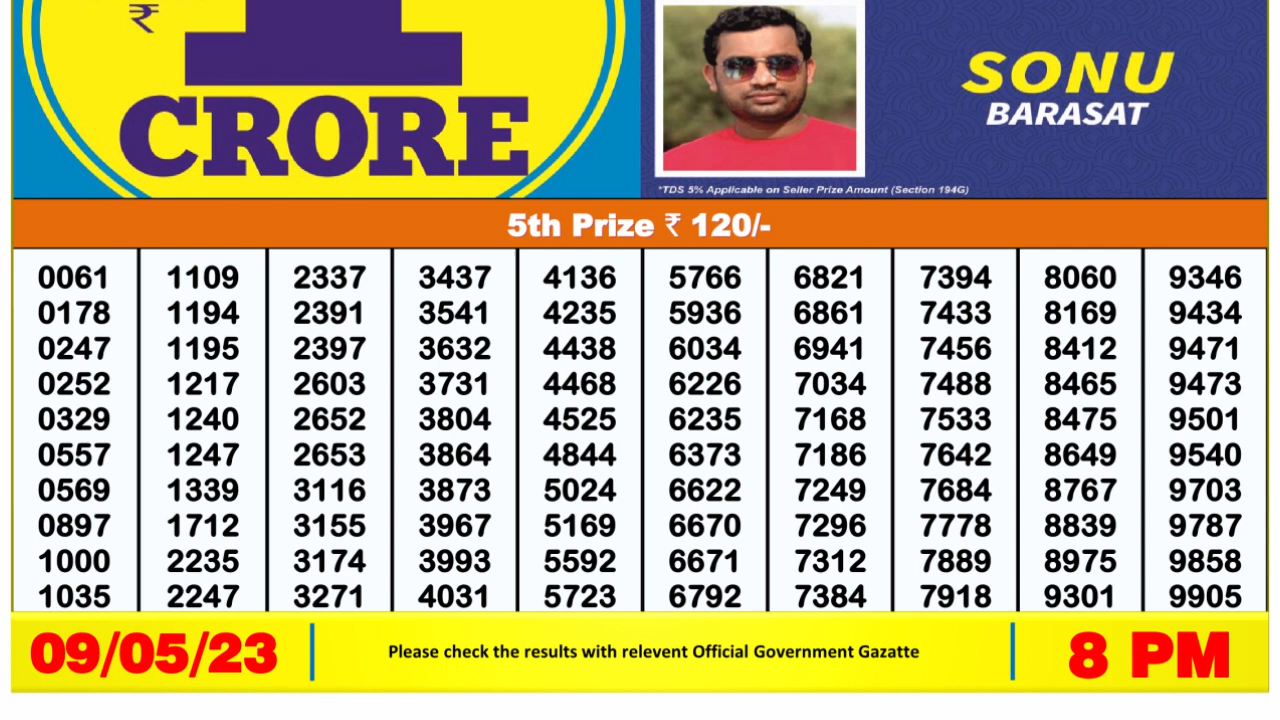 ₹
1
CRORE
SONU
BARASAT
*TDS 5% Applicable on Seller Prize Amount (Section 194G)
5th Prize ₹ 120/-
0061 1109 2337 3437 4136 5766 6821 7394 8060 9346
0178 1194 2391 3541 4235 5936 6861 7433 8169 9434
0247 1195 2397 3632 4438 6034 6941 7456 8412 9471
0252 1217 2603 3731 4468 6226 7034 7488 8465 9473
0329 1240 2652 3804 4525 6235 7168 7533 8475 9501
0557 1247 2653 3864 4844 6373 7186 7642 8649 9540
0569 1339 3116 3873 5024 6622 7249 7684 8767 9703
0897 1712 3155 3967 5169 6670 7296 7778 8839 9787
1000 2235 3174 3993 5592 6671 7312 7889 8975 9858
1035 2247 3271 4031 5723 6792 7384 7918 9301 9905
09/05/23
Please check the results with relevent Official Government Gazatte
8 PM